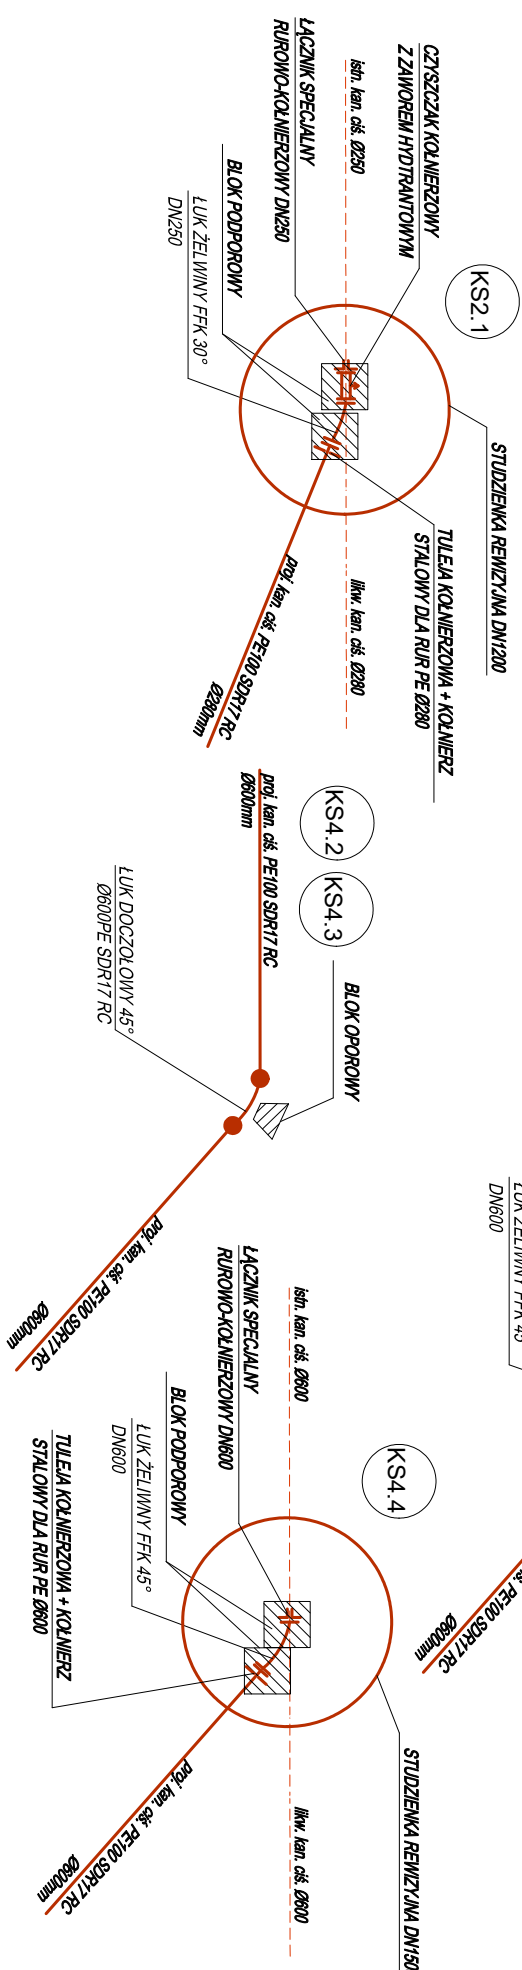 KS2.1
CZYSZCZAK KOŁNIERZOWY
Z ZAWOREM HYDTRANTOWYM
istn. kan. ciś. Ø250
ŁĄCZNIK SPECJALNY
RUROWO-KOŁNIERZOWY DN250
BLOK PODPOROWY
ŁUK ŻELWINY FFK 30°
DN250
STUDZIENKA REWIZYJNA DN1200
TULEJA KOŁNIERZOWA + KOŁNIERZ
STALOWY DLA RUR PE Ø280
likw. kan. ciś. Ø280
proj. kan. ciś. PE100 SDR17 RC
Ø280mm
KS4.2
KS4.3
proj. kan. ciś. PE100 SDR17 RC
Ø600mm
BLOK OPOROWY
ŁUK DOCZOŁOWY 45°
Ø600PE SDR17 RC
proj. kan. ciś. PE100 SDR17 RC
Ø600mm
ŁUK ŻELIWNY FFK 45°
DN600
Ø600mm
KS4.4
istn. kan. ciś. Ø600
ŁĄCZNIK SPECJALNY
RUROWO-KOŁNIERZOWY DN600
BLOK PODPOROWY
ŁUK ŻELIWNY FFK 45°
DN600
TULEJA KOŁNIERZOWA + KOŁNIERZ
STALOWY DLA RUR PE Ø600
STUDZIENKA REWIZYJNA DN150
likw. kan. ciś. Ø600
proj. kan. ciś. PE100 SDR17 RC
Ø600mm